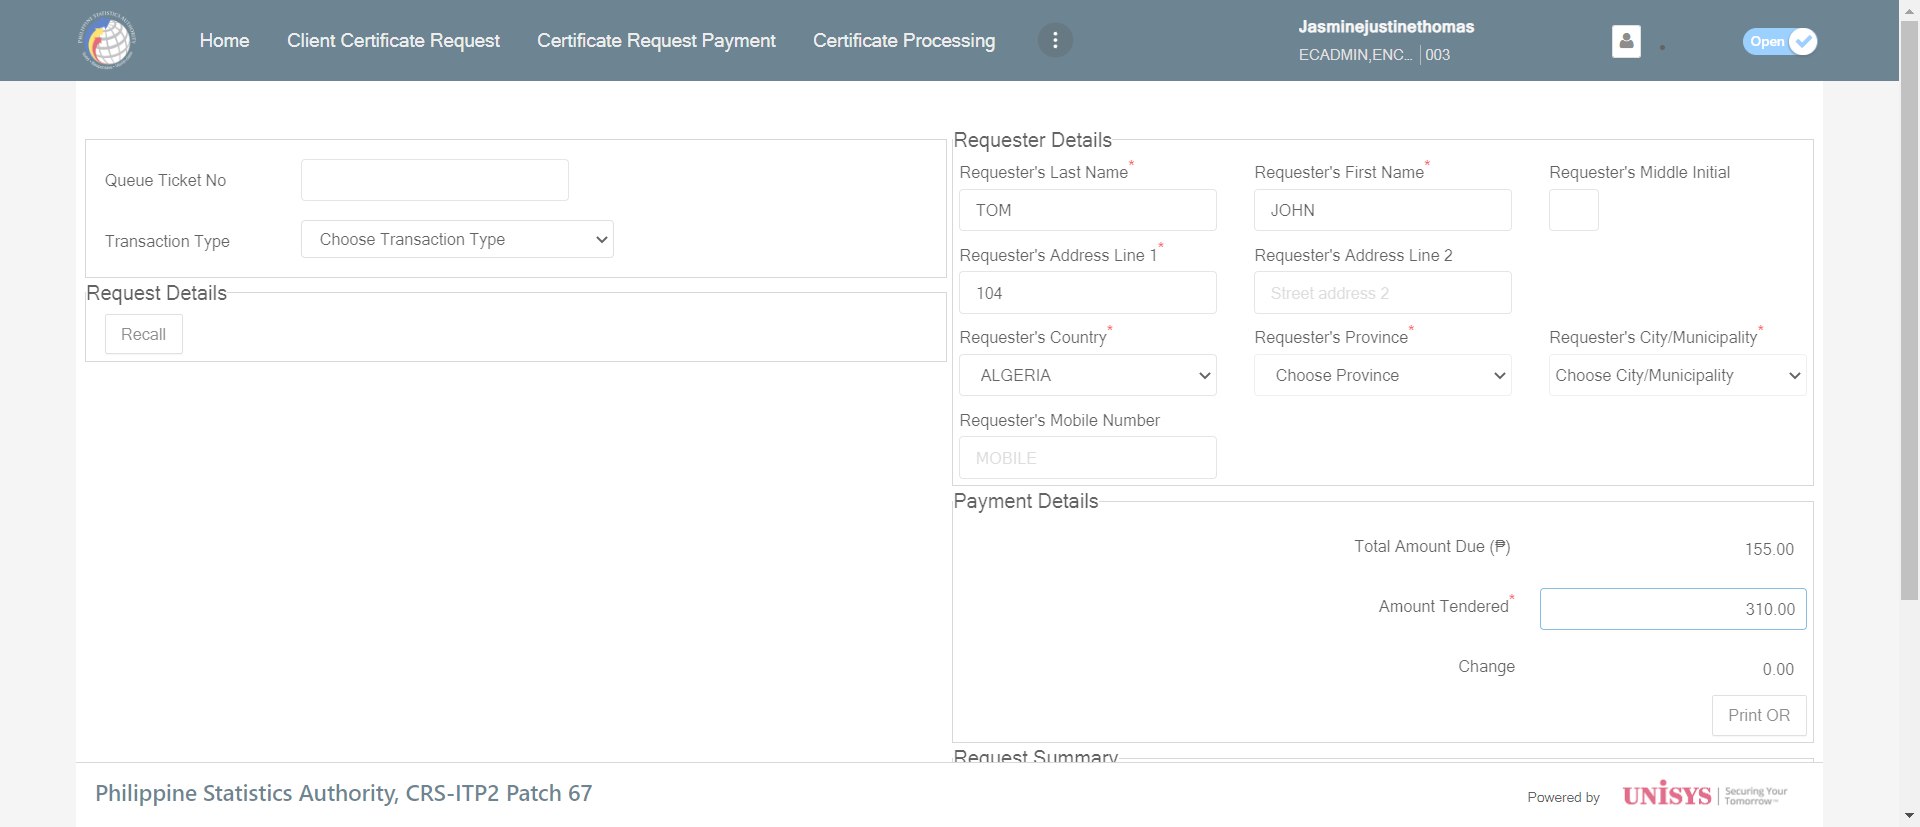 Home
Client Certificate Request
Certificate Request Payment
Certificate Processing
Jasminejustinethomas
ECADMIN,ENC... | 003
Open
Queue Ticket No
Transaction Type
Choose Transaction Type
Request Details
Recall
Requester Details
Requester's Last Name*
Requester's First Name*
Requester's Middle Initial
TOM
JOHN
Requester's Address Line 1*
Requester's Address Line 2
104
Street address 2
Requester's Country*
Requester's Province*
Requester's City/Municipality*
ALGERIA
Choose Province
Choose City/Municipality
Requester's Mobile Number
MOBILE
Payment Details
Total Amount Due (₱)
155.00
Amount Tendered*
310.00
Change
0.00
Print OR
Request Summary
Philippine Statistics Authority, CRS-ITP2 Patch 67
Powered by
UNISYS | Securing Your
Tomorrow™